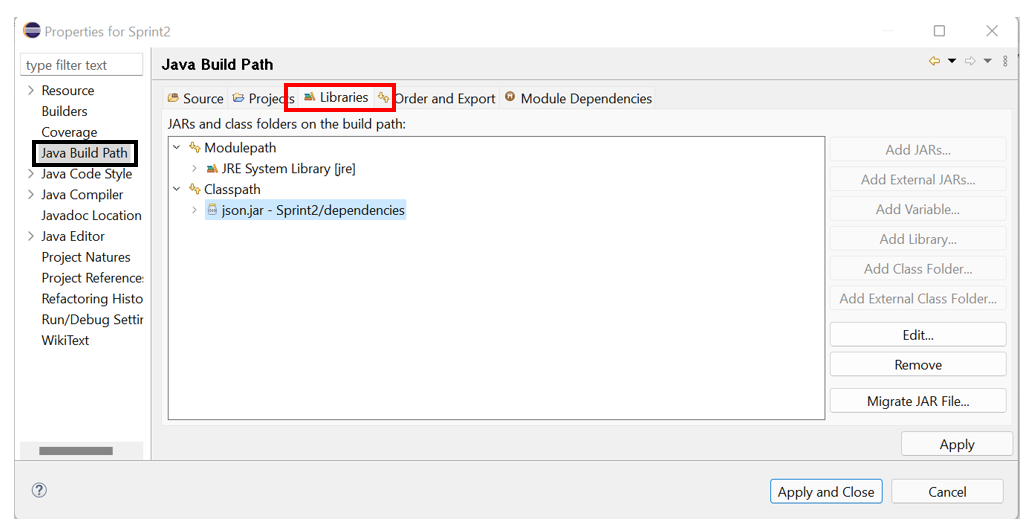 Properties for Sprint2
type filter text
Java Build Path
Resource
Builders
Coverage
Java Build Path
Java Code Style
Java Compiler
Javadoc Location
Java Editor
Project Natures
Project Reference
Refactoring Histo
Run/Debug Settin
WikiText
Source Projects Libraries Order and Export Module Dependencies
JARs and class folders on the build path:
Modulepath
JRE System Library [jre]
Classpath
json.jar - Sprint2/dependencies
Add JARs...
Add External JARs...
Add Variable...
Add Library...
Add Class Folder...
Add External Class Folder...
Edit...
Remove
Migrate JAR File...
Apply
Apply and Close Cancel